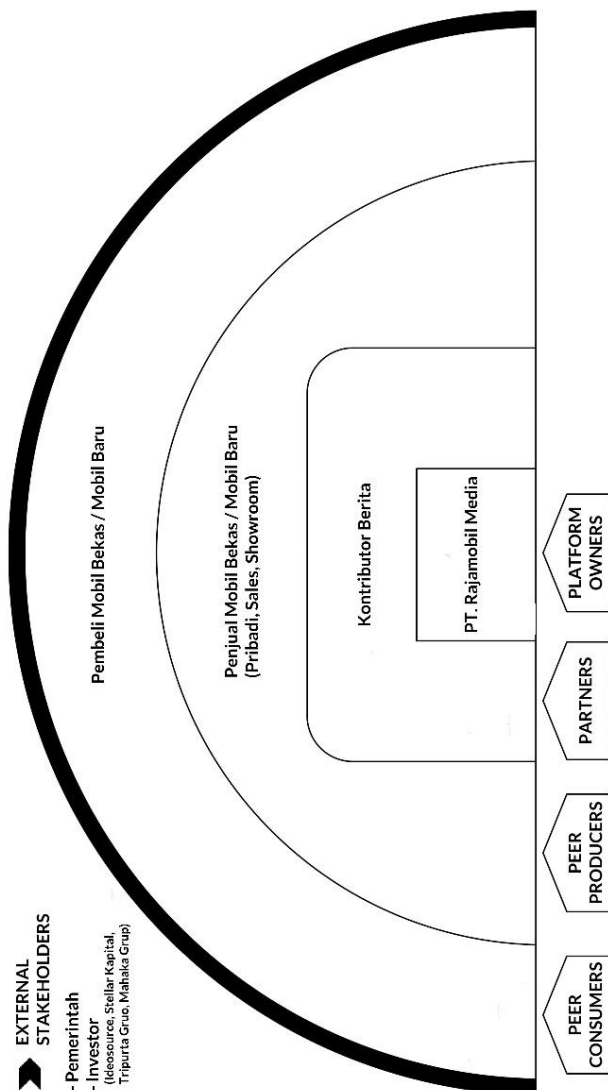 EXTERNAL
STAKEHOLDERS
- Pemerintah
- Investor
(Ideosource, Stellar Kapital,
Tripurta Gruo, Mahaka Grup)
Pembeli Mobil Bekas / Mobil Baru
Penjual Mobil Bekas / Mobil Baru
(Pribadi, Sales, Showroom)
Kontributor Berita
PT. Rajamobil Media
PEER
CONSUMERS
PEER
PRODUCERS
PARTNERS
PLATFORM
OWNERS